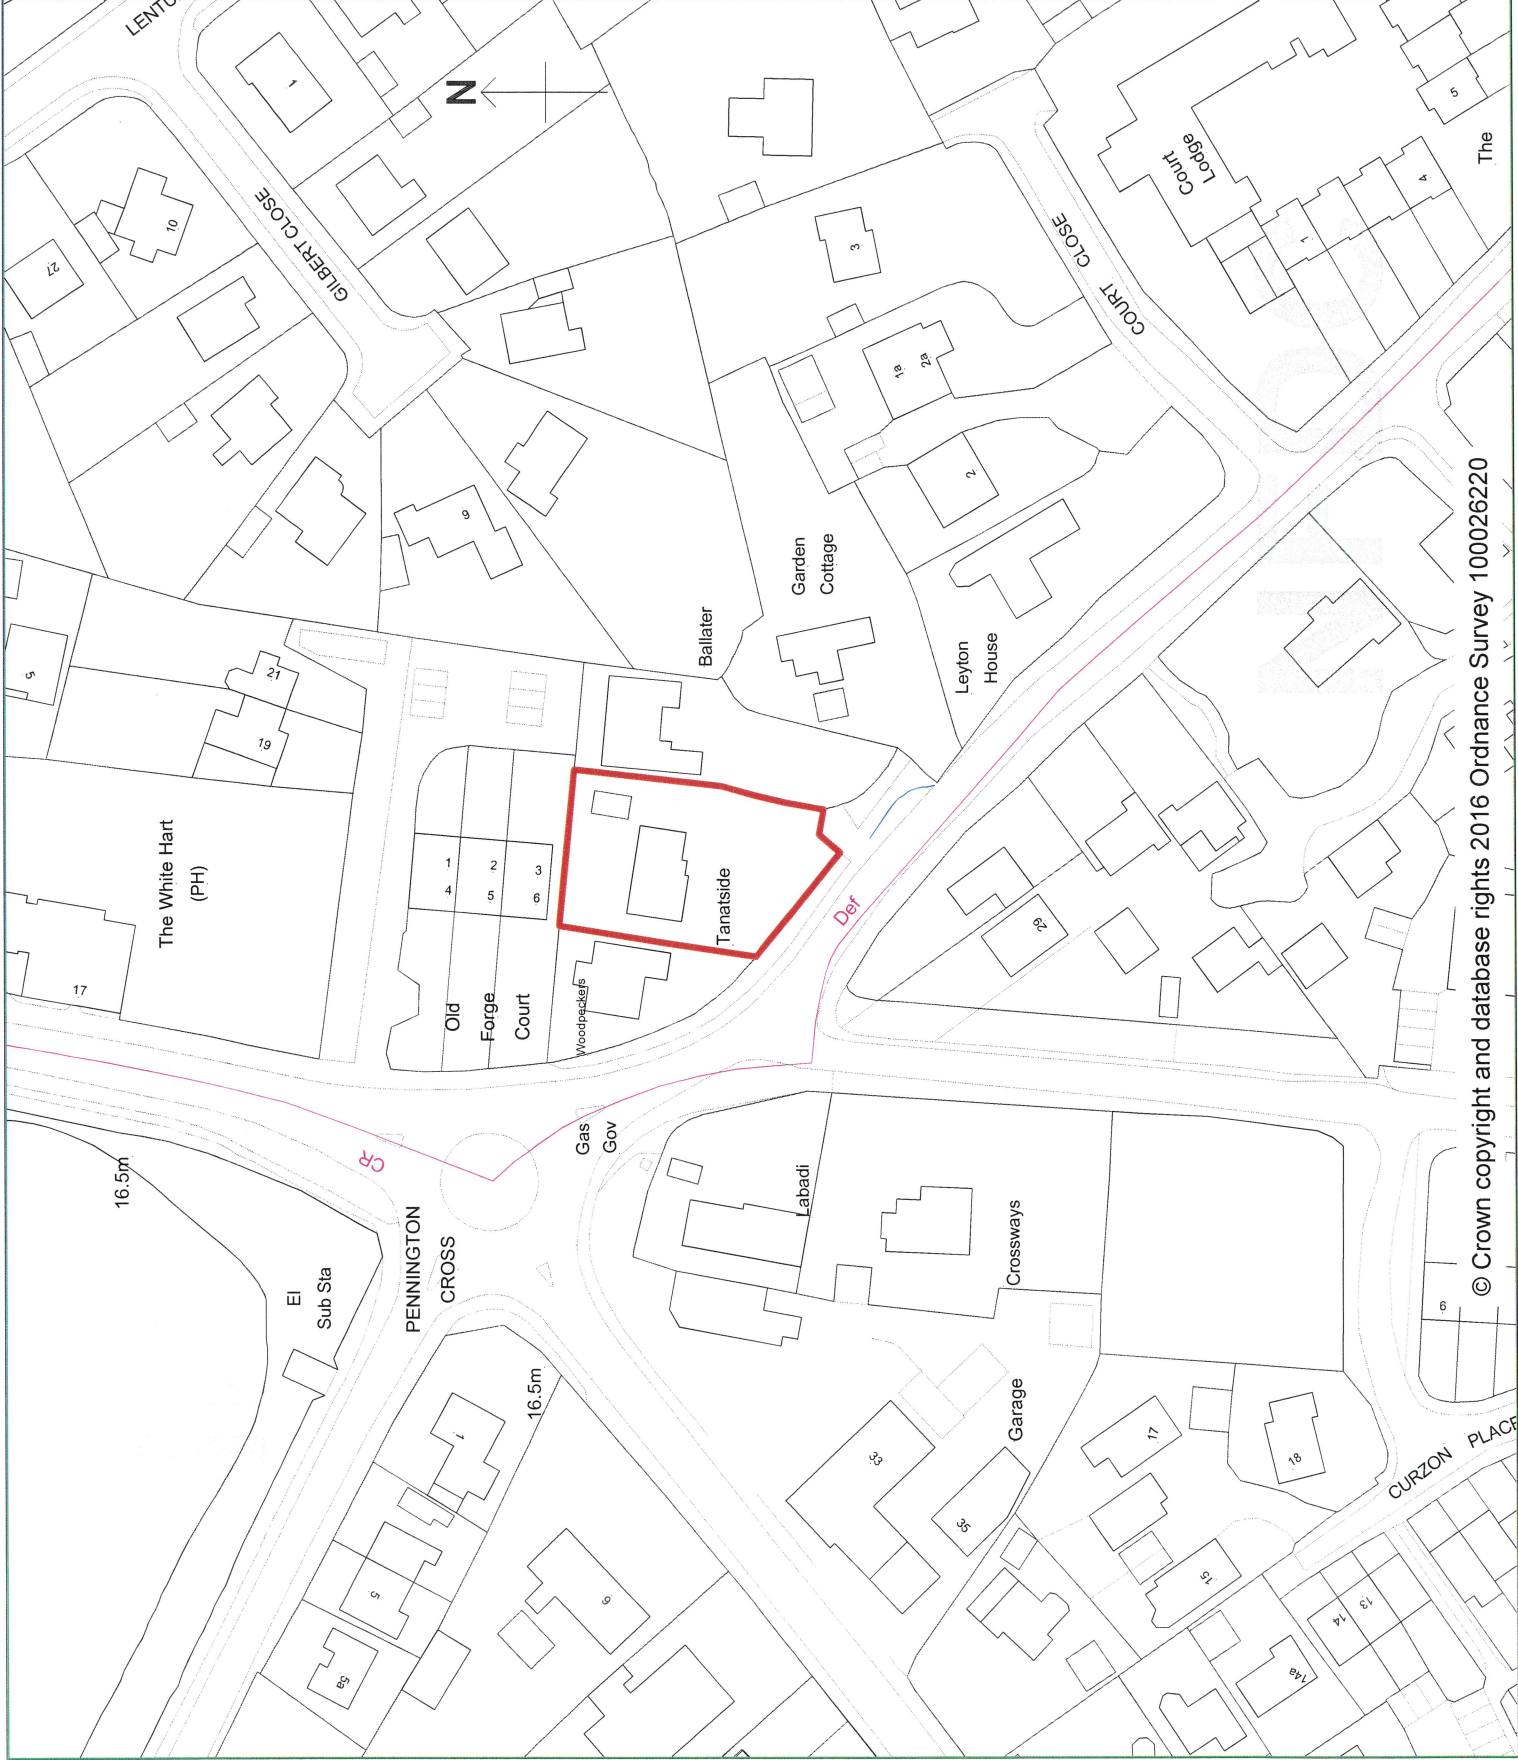 LENTU
1
N
10
27
GILBERT CLOSE
3
COURT CLOSE
Court
Lodge
5
4
1
The
1a
2a
2
9
Garden
Cottage
Ballater
Leyton
House
5
21
19
The White Hart
(PH)
17
1
2
3
4
5
6
Old
Forge
Court
Woodpeckers
Tanatside
Def
29
CR
Gas
Gov
16.5m
El
Sub Sta
PENNINGTON
CROSS
Labadi
Crossways
Garage
16.5m
1
5
5a
9
33
35
17
18
15
14
13
14a
CURZON PLACE
6
© Crown copyright and database rights 2016 Ordnance Survey 100026220